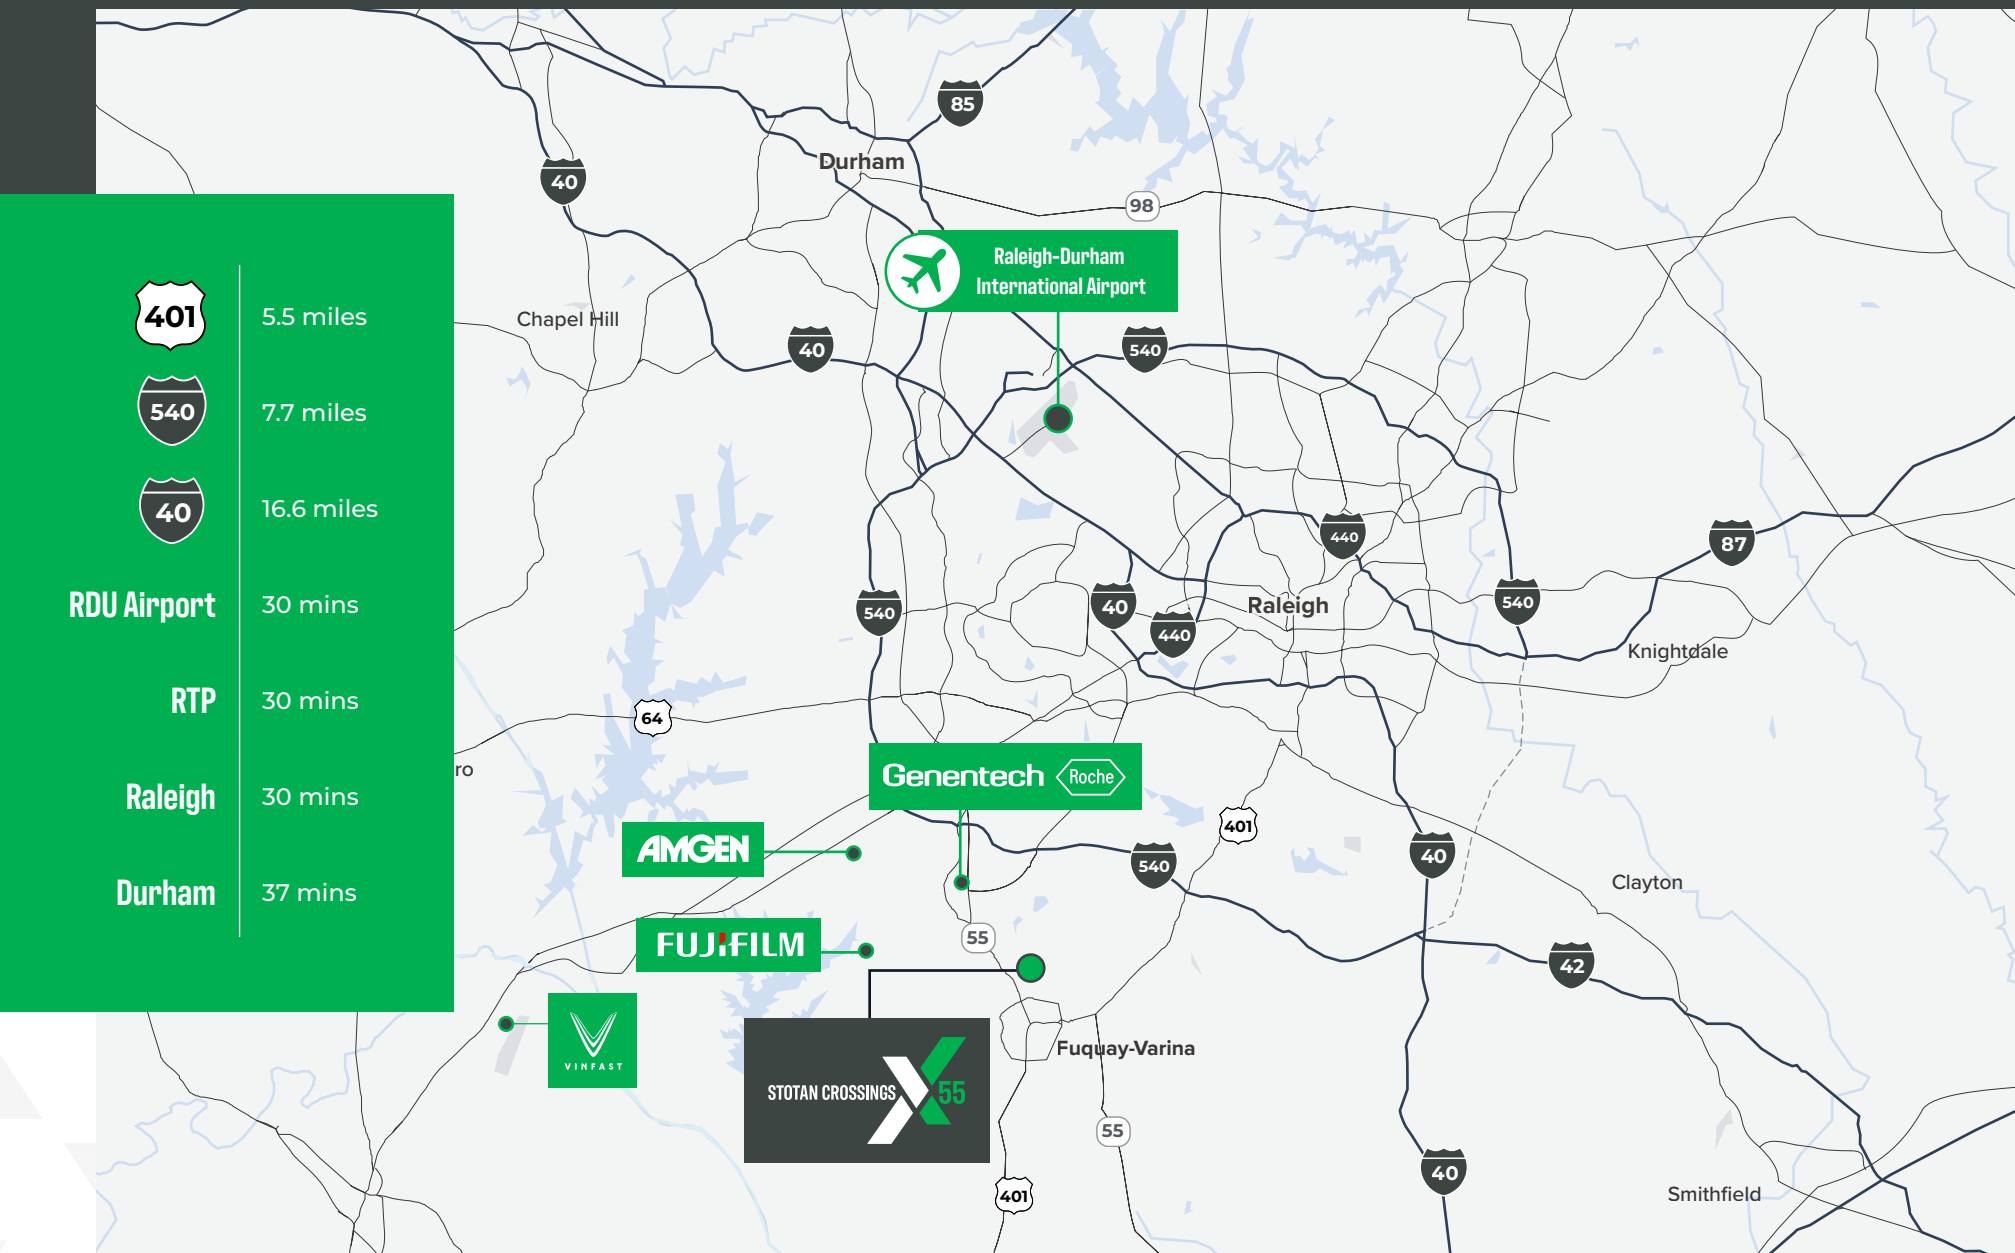 401 5.5 miles
540 7.7 miles
40 16.6 miles
RDU Airport 30 mins
RTP 30 mins
Raleigh 30 mins
Durham 37 mins
85
40
Durham
98
Raleigh-Durham
International Airport
Chapel Hill
40
540
440
87
540
40
440
Raleigh
540
Knightdale
64
ro
Genentech Roche
AMGEN
401
540
40
Clayton
FUJIFILM
55
42
VINFAST
Fuquay-Varina
STOTAN CROSSINGS X 55
55
40
401
Smithfield